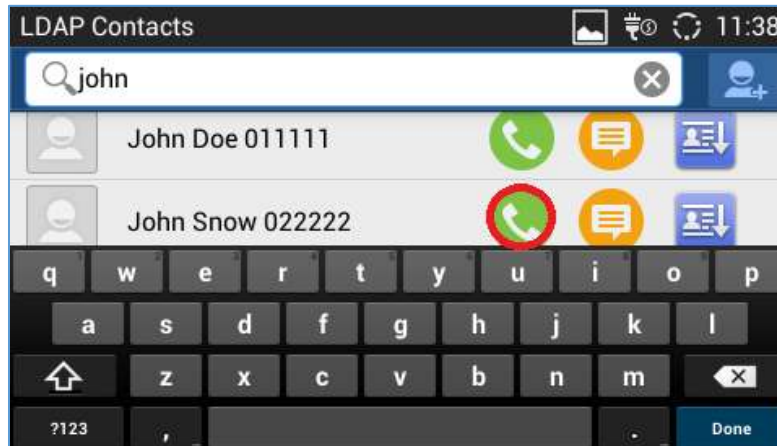 LDAP Contacts 11:38
john
John Doe 011111
John Snow 022222
q w e r t y u i o p
a s d f g h j k l
z x c v b n m
?123 , . Done